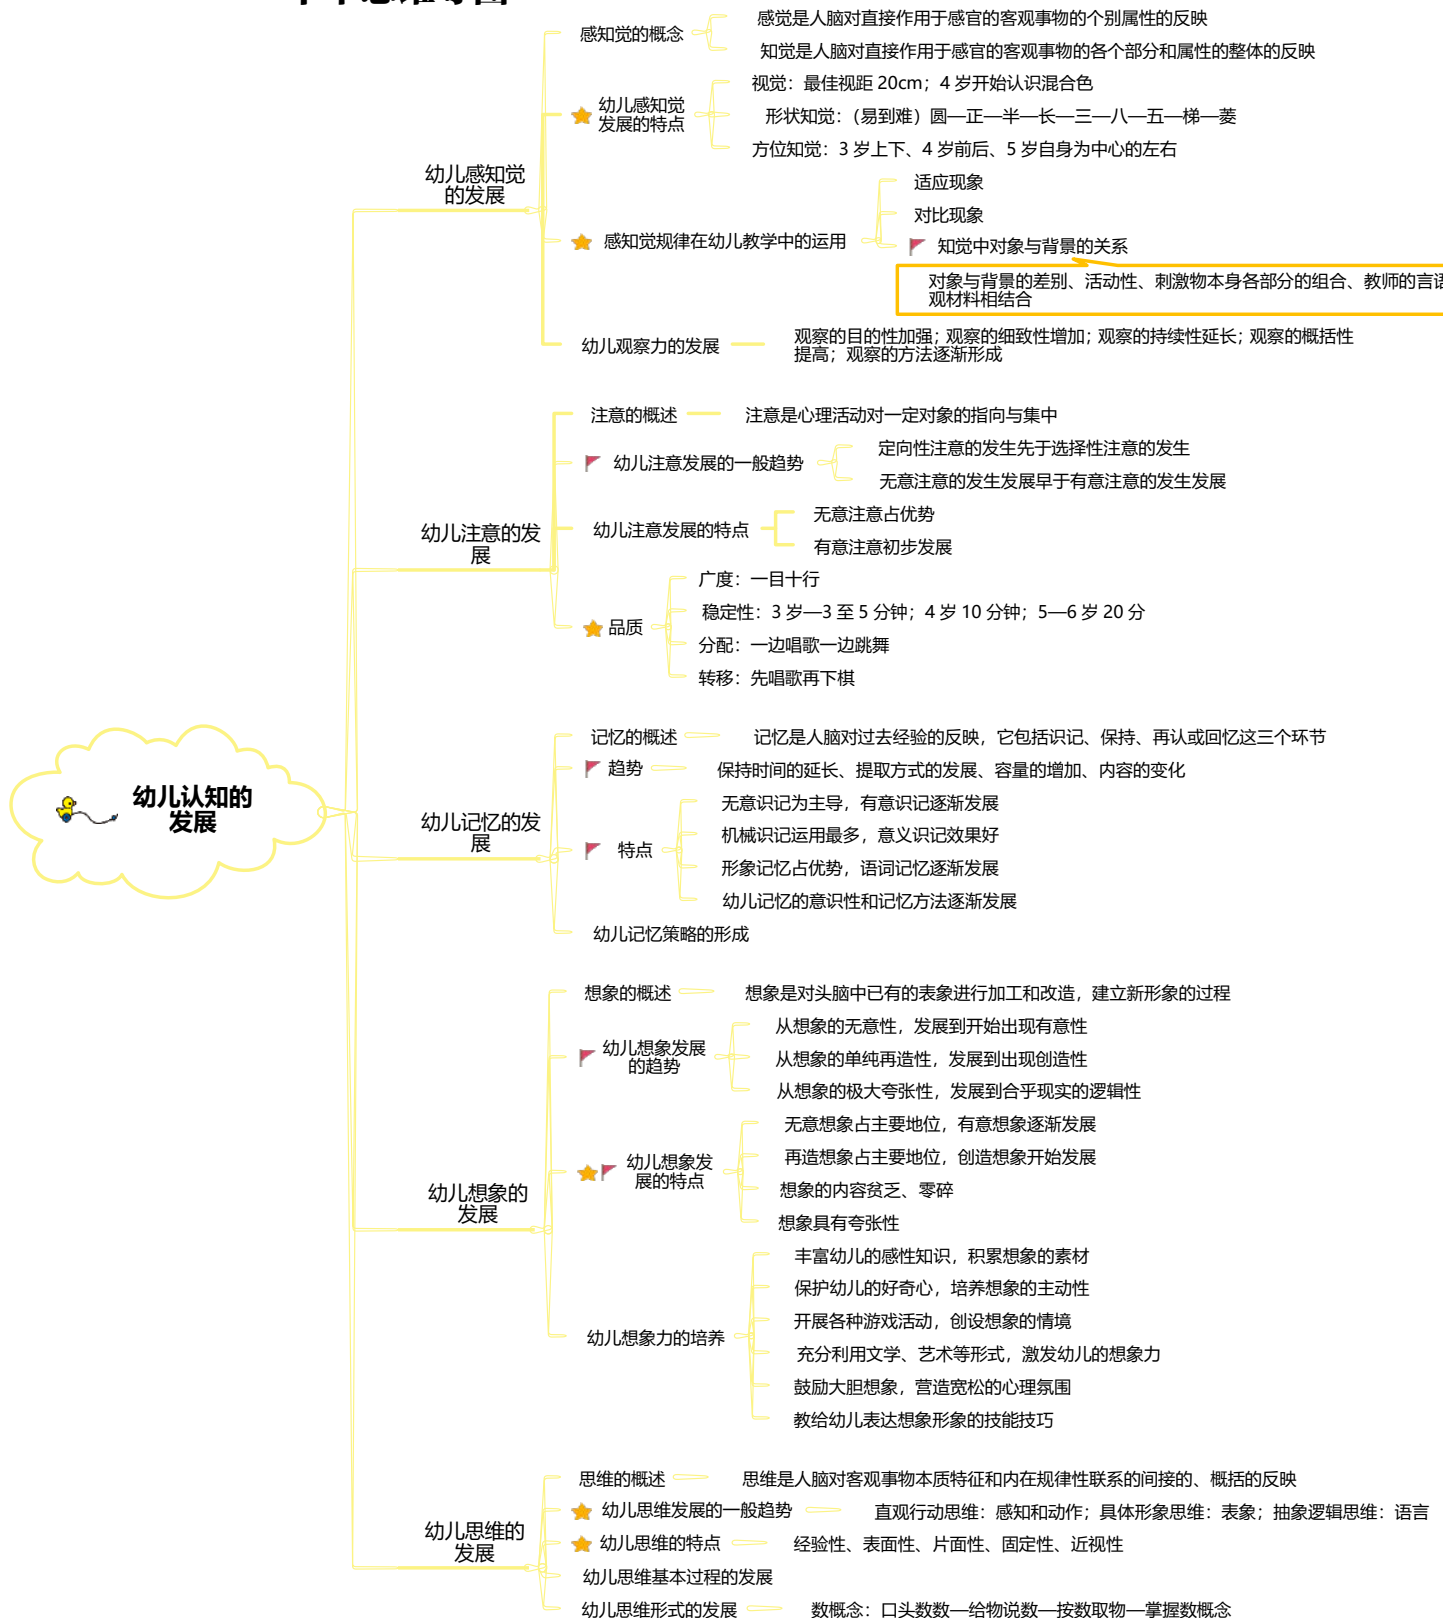 幼儿认知的
发展
幼儿感知觉
的发展
感知觉的概念
感觉是人脑对直接作用于感官的客观事物的个别属性的反映
知觉是人脑对直接作用于感官的客观事物的各个部分和属性的整体的反映
幼儿感知觉
发展的特点
视觉：最佳视距 20cm；4 岁开始认识混合色
形状知觉：（易到难）圆—正—半—长—三—八—五—梯—菱
方位知觉：3 岁上下、4 岁前后、5 岁自身为中心的左右
感知觉规律在幼儿教学中的运用
适应现象
对比现象
知觉中对象与背景的关系
对象与背景的差别、活动性、刺激物本身各部分的组合、教师的言语
观材料相结合
幼儿观察力的发展
观察的目的性加强；观察的细致性增加；观察的持续性延长；观察的概括性
提高；观察的方法逐渐形成
幼儿注意的发
展
注意的概述
注意是心理活动对一定对象的指向与集中
幼儿注意发展的一般趋势
定向性注意的发生先于选择性注意的发生
无意注意的发生发展早于有意注意的发生发展
幼儿注意发展的特点
无意注意占优势
有意注意初步发展
品质
广度：一目十行
稳定性：3 岁—3 至 5 分钟；4 岁 10 分钟；5—6 岁 20 分
分配：一边唱歌一边跳舞
转移：先唱歌再下棋
幼儿记忆的发
展
记忆的概述
记忆是人脑对过去经验的反映，它包括识记、保持、再认或回忆这三个环节
趋势
保持时间的延长、提取方式的发展、容量的增加、内容的变化
特点
无意识记为主导，有意识记逐渐发展
机械识记运用最多，意义识记效果好
形象记忆占优势，语词记忆逐渐发展
幼儿记忆的意识性和记忆方法逐渐发展
幼儿记忆策略的形成
幼儿想象的
发展
想象的概述
想象是对头脑中已有的表象进行加工和改造，建立新形象的过程
幼儿想象发展
的趋势
从想象的无意性，发展到开始出现有意性
从想象的单纯再造性，发展到出现创造性
从想象的极大夸张性，发展到合乎现实的逻辑性
幼儿想象发
展的特点
无意想象占主要地位，有意想象逐渐发展
再造想象占主要地位，创造想象开始发展
想象的内容贫乏、零碎
想象具有夸张性
幼儿想象力的培养
丰富幼儿的感性知识，积累想象的素材
保护幼儿的好奇心，培养想象的主动性
开展各种游戏活动，创设想象的情境
充分利用文学、艺术等形式，激发幼儿的想象力
鼓励大胆想象，营造宽松的心理氛围
教给幼儿表达想象形象的技能技巧
幼儿思维的
发展
思维的概述
思维是人脑对客观事物本质特征和内在规律性联系的间接的、概括的反映
幼儿思维发展的一般趋势
直观行动思维：感知和动作；具体形象思维：表象；抽象逻辑思维：语言
幼儿思维的特点
经验性、表面性、片面性、固定性、近视性
幼儿思维基本过程的发展
幼儿思维形式的发展
数概念：口头数数—给物说数—按数取物—掌握数概念